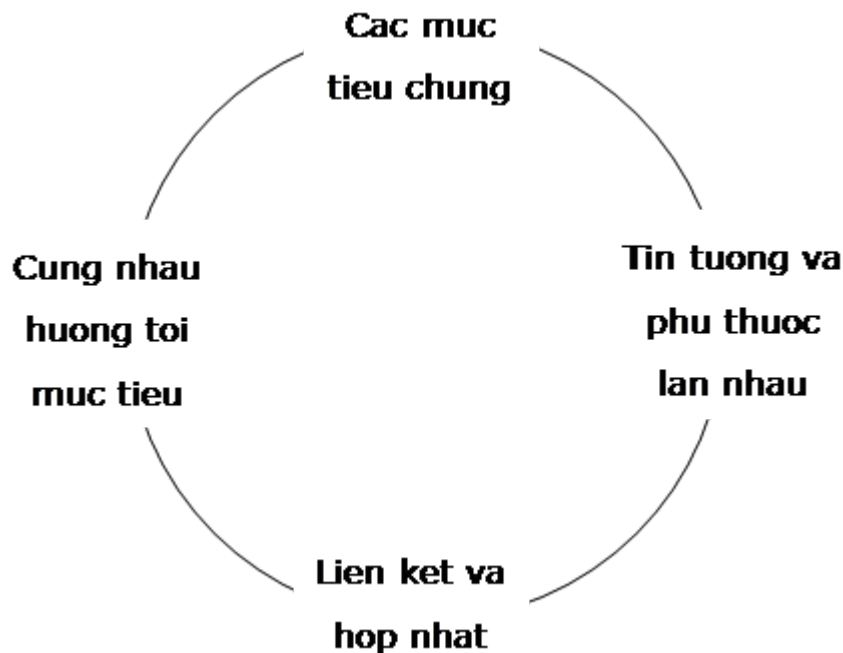 Cac muc
tieu chung
Tin tuong va
phu thuoc
lan nhau
Lien ket va
hop nhat
Cung nhau
huong toi
muc tieu